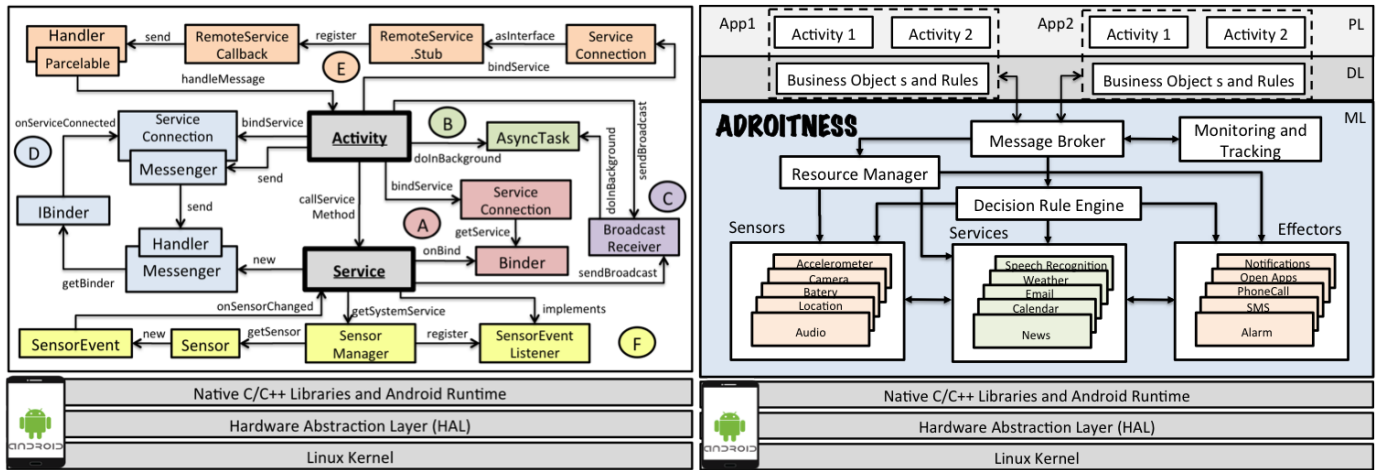 Handler
Parcelable
send
RemoteService
Callback
register
RemoteService
.Stub
asInterface
Service
Connection
handleMessage
E
bindService
onServiceConnected
Service
Connection
bindService
Activity
B
AsyncTask
doInBackground
D
Messenger
send
doInBackground
sendBroadcast
IBinder
send
callService
Method
bindService
Service
Connection
C
A
getService
Broadcast
Receiver
Handler
Messenger
getBinder
new
Service
onBind
Binder
sendBroadcast
onSensorChanged
getSystemService
implements
SensorEvent
new
Sensor
getSensor
Sensor
Manager
register
SensorEvent
Listener
F
Native C/C++ Libraries and Android Runtime
Hardware Abstraction Layer (HAL)
Linux Kernel
ANDROID
App1
Activity 1
Activity 2
App2
Activity 1
Activity 2
PL
Business Object s and Rules
Business Object s and Rules
DL
ML
ADROITNESS
Message Broker
Monitoring and
Tracking
Resource Manager
Decision Rule Engine
Sensors
Services
Effectors
Accelerometer
Camera
Batery
Location
Audio
Speech Recognition
Weather
Email
Calendar
News
Notifications
Open Apps
PhoneCall
SMS
Alarm
Native C/C++ Libraries and Android Runtime
Hardware Abstraction Layer (HAL)
Linux Kernel
ANDROID